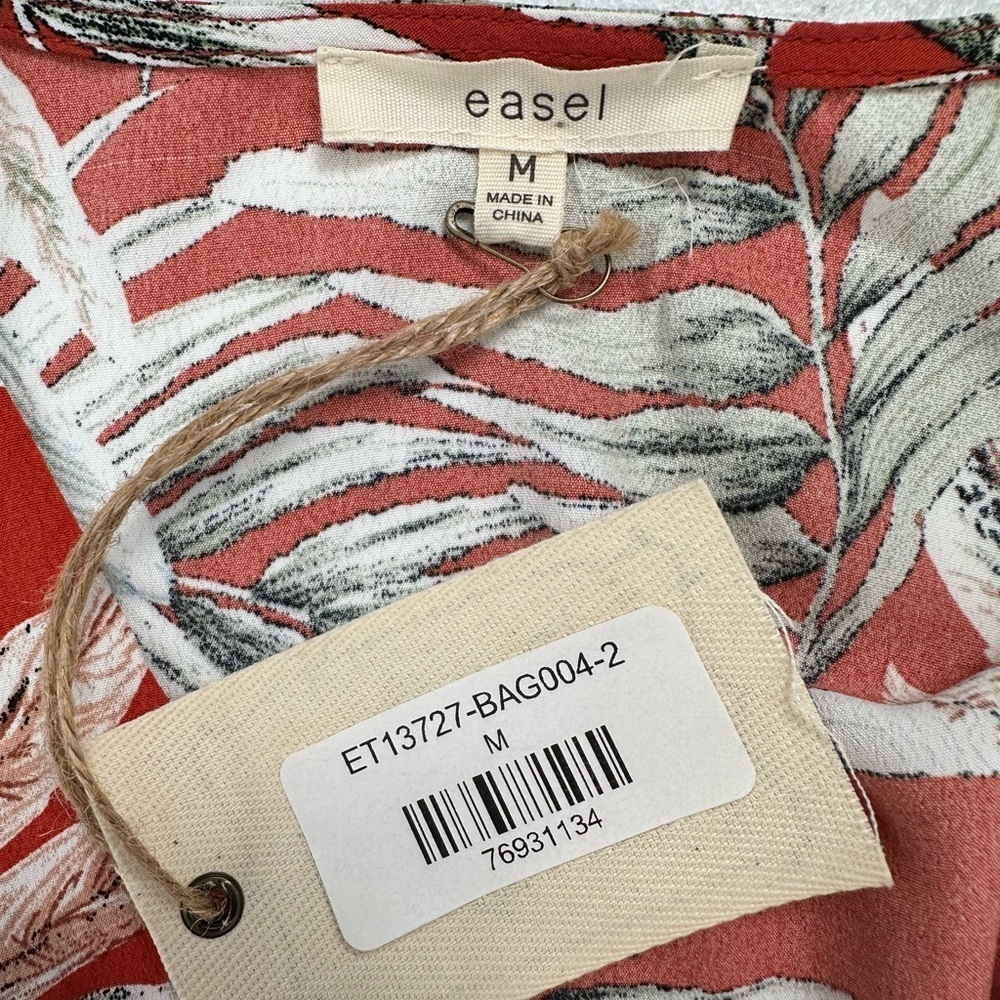 easel
M
MADE IN
CHINA
ET13727-BAG004-2
M
76931134